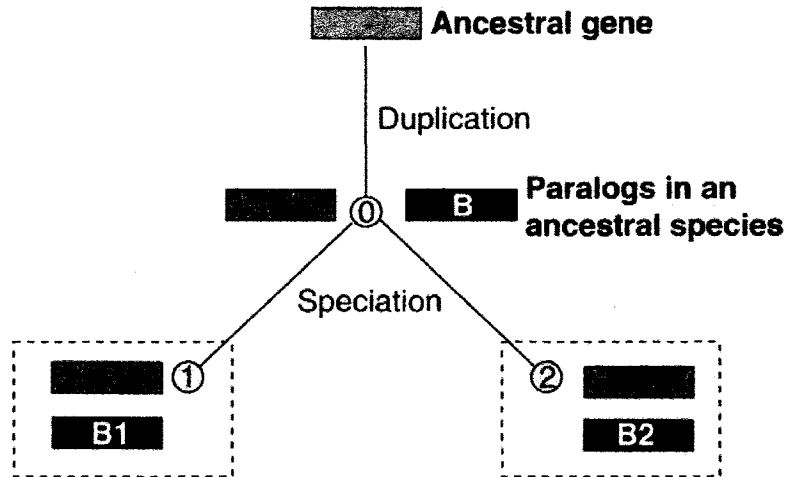 Ancestral gene
Duplication
0
B
Paralogs in an
ancestral species
Speciation
1
2
B1
B2